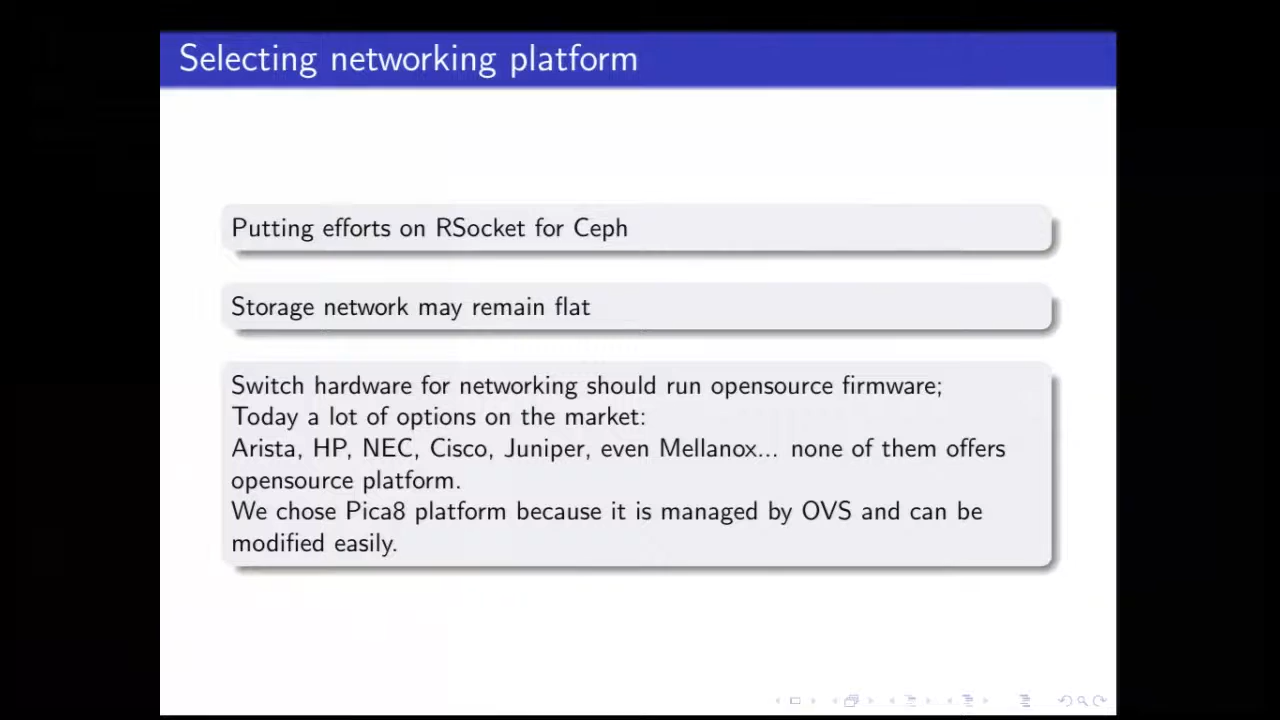 Selecting networking platform
Putting efforts on RSocket for Ceph
Storage network may remain flat
Switch hardware for networking should run opensource firmware;
Today a lot of options on the market:
Arista, HP, NEC, Cisco, Juniper, even Mellanox... none of them offers
opensource platform.
We chose Pica8 platform because it is managed by OVS and can be
modified easily.